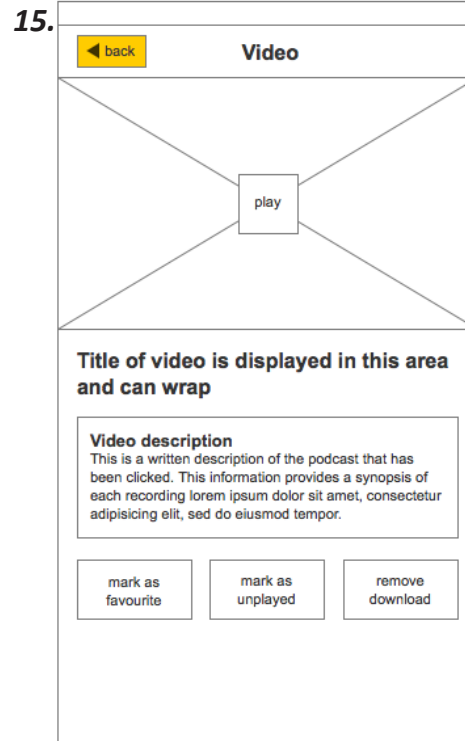 15.
back
Video
play
Title of video is displayed in this area
and can wrap
Video description
This is a written description of the podcast that has
been clicked. This information provides a synopsis of
each recording lorem ipsum dolor sit amet, consectetur
adipisicing elit, sed do eiusmod tempor.
mark as
favourite
mark as
unplayed
remove
download